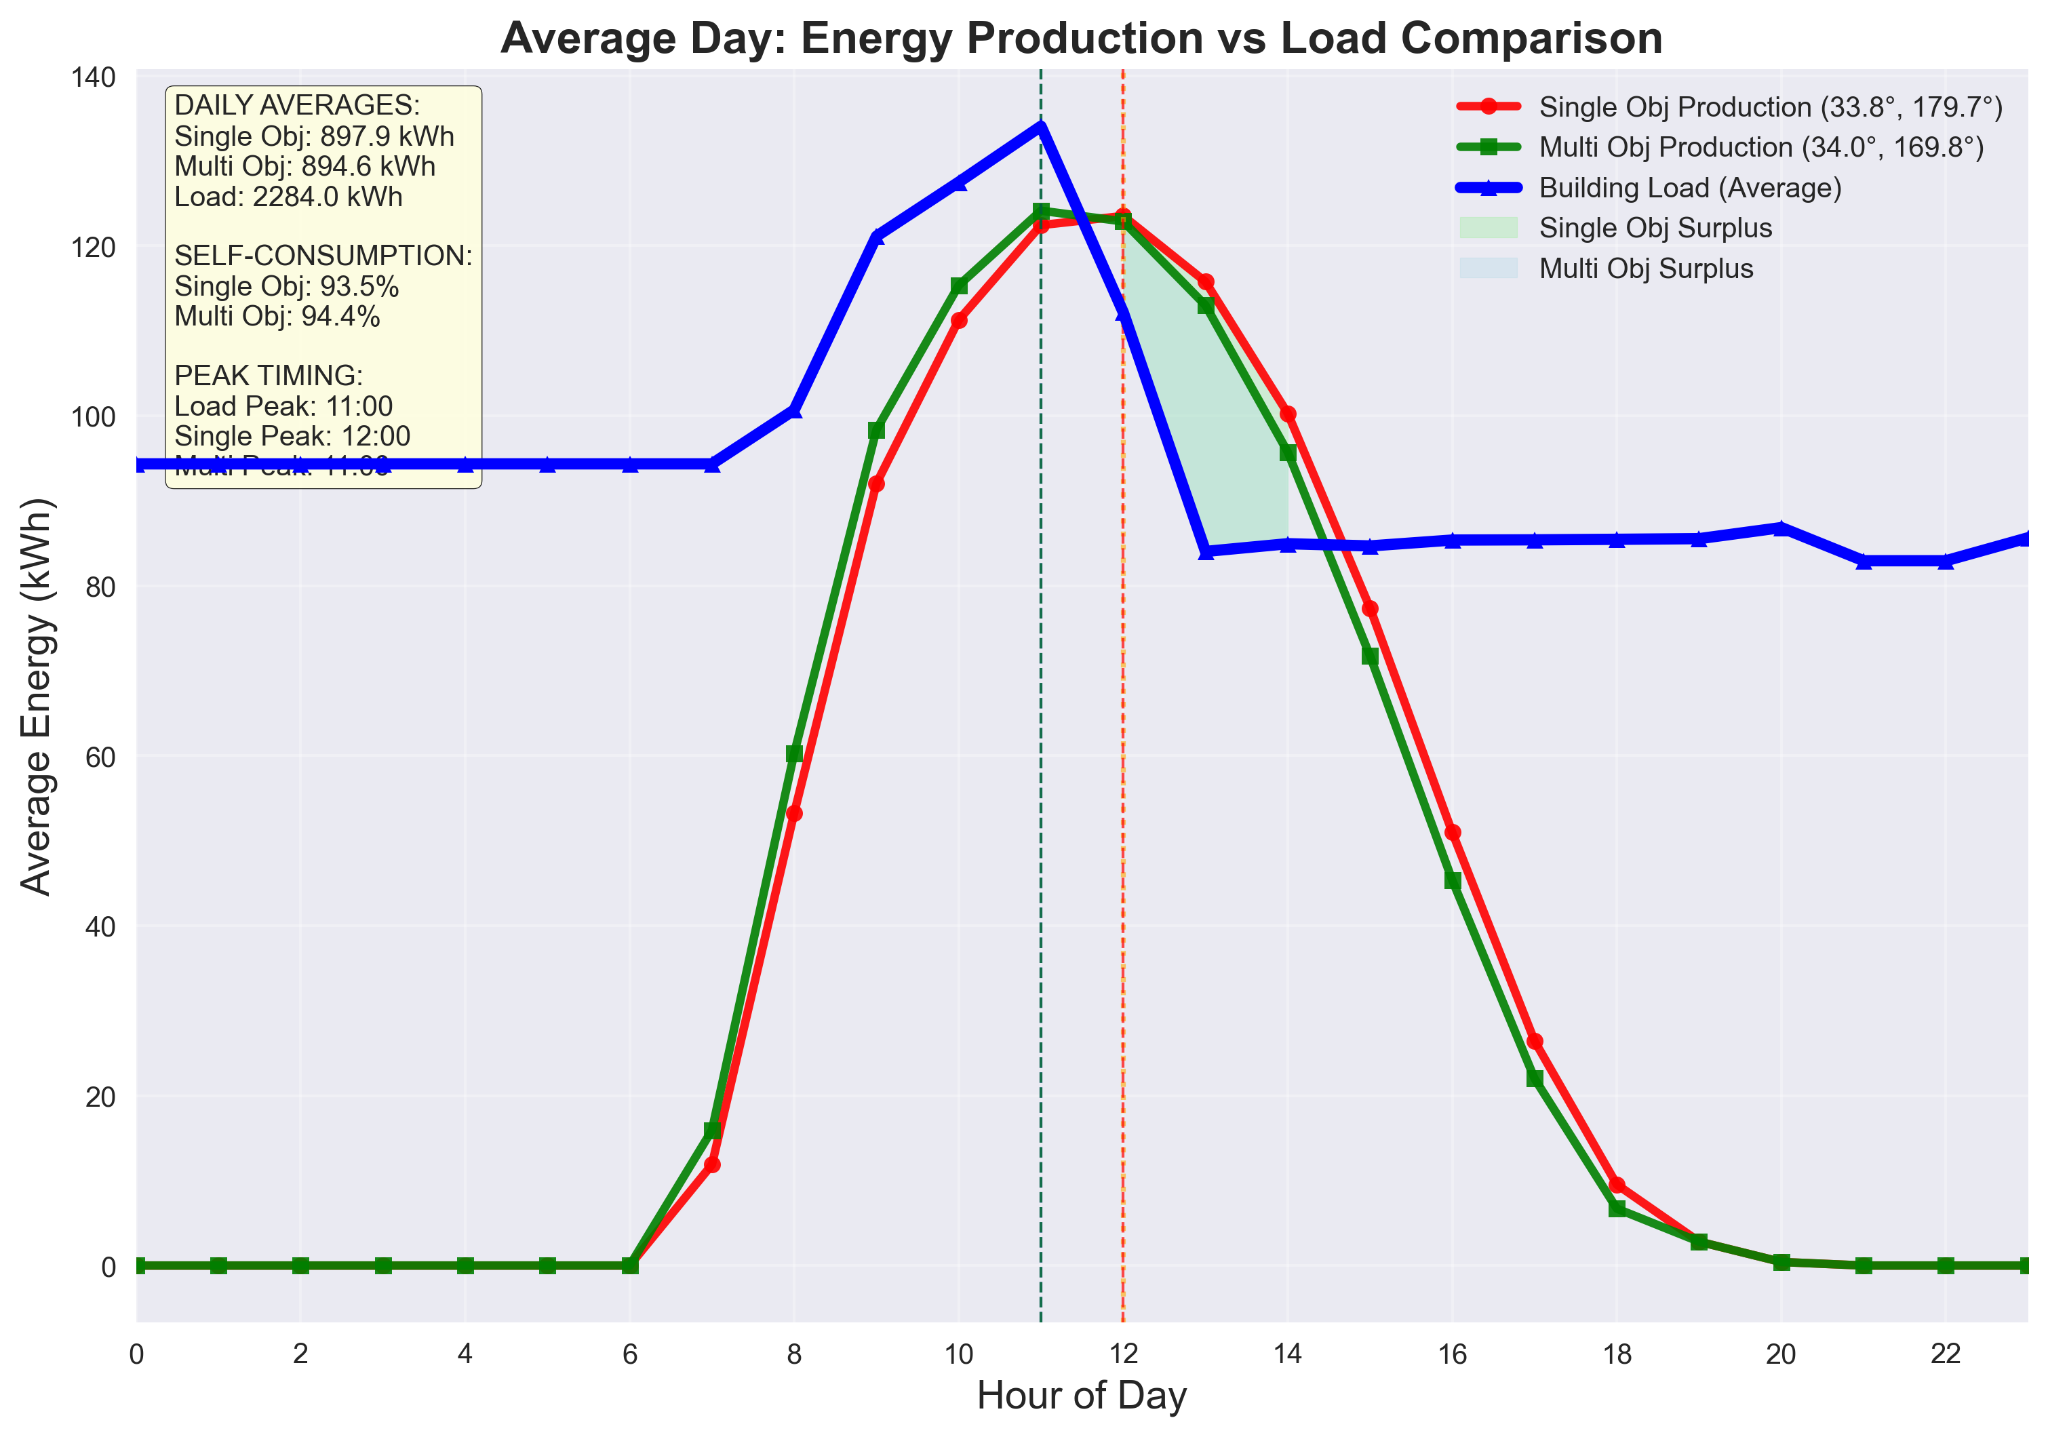 Average Day: Energy Production vs Load Comparison
DAILY AVERAGES:
Single Obj: 897.9 kWh
Multi Obj: 894.6 kWh
Load: 2284.0 kWh
SELF-CONSUMPTION:
Single Obj: 93.5%
Multi Obj: 94.4%
PEAK TIMING:
Load Peak: 11:00
Single Peak: 12:00
Multi Peak: 11:00
Single Obj Production (33.8°, 179.7°)
Multi Obj Production (34.0°, 169.8°)
Building Load (Average)
Single Obj Surplus
Multi Obj Surplus
Average Energy (kWh)
140
120
100
80
60
40
20
0
0 2 4 6 8 10 12 14 16 18 20 22
Hour of Day